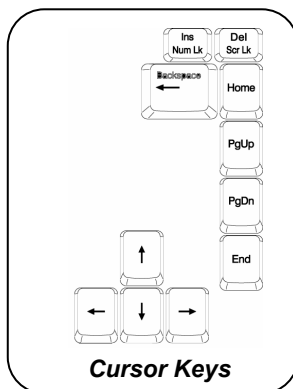 Ins Del
Num Lk Scr Lk
Backspace
← Home
PgUp
PgDn
↑ End
← ↓ →
Cursor Keys